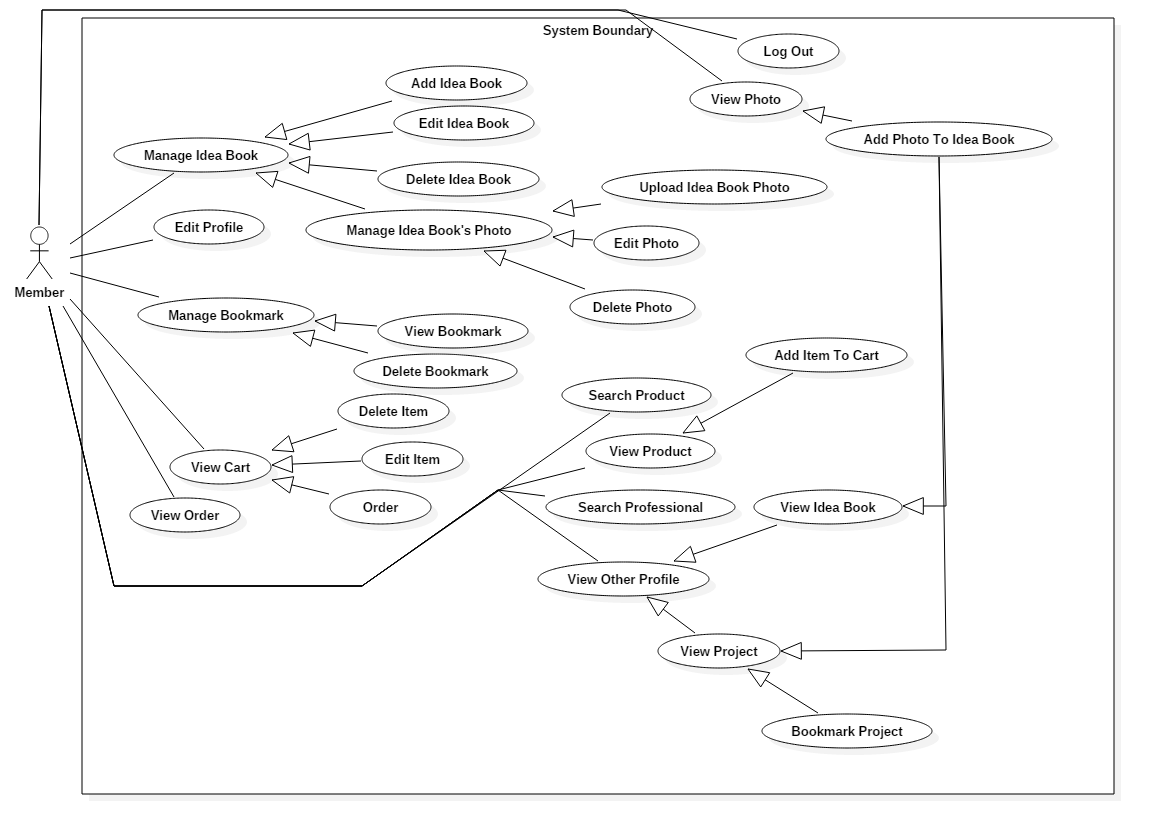 System Boundary
Log Out
Add Idea Book
View Photo
Edit Idea Book
Add Photo To Idea Book
Manage Idea Book
Delete Idea Book
Upload Idea Book Photo
Edit Profile
Manage Idea Book's Photo
Edit Photo
Member
Delete Photo
Manage Bookmark
View Bookmark
Add Item To Cart
Delete Bookmark
Search Product
Delete Item
View Product
Edit Item
View Cart
Order
Search Professional
View Idea Book
View Order
View Other Profile
View Project
Bookmark Project